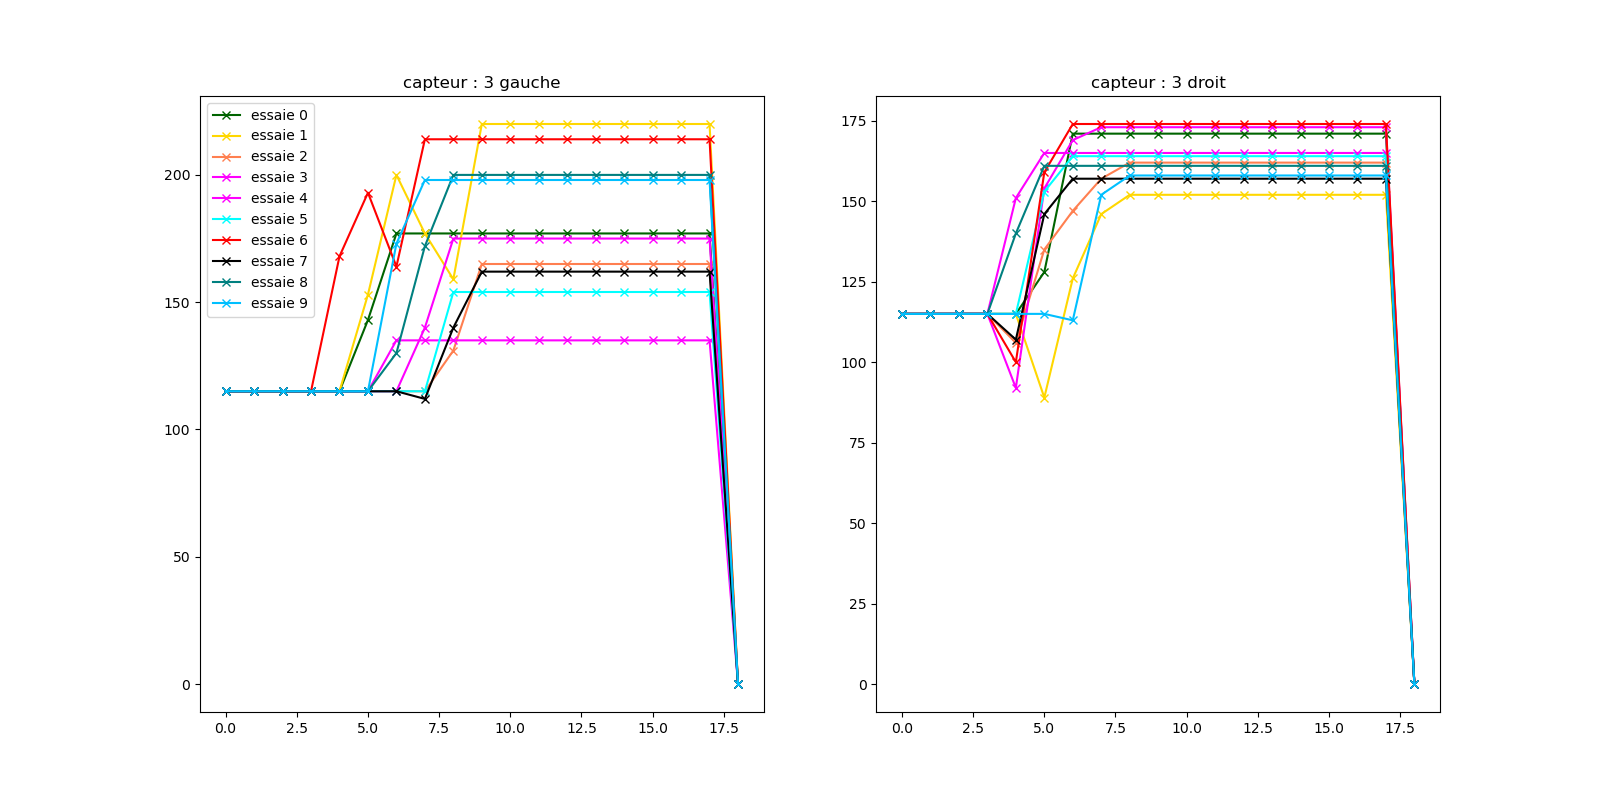 capteur : 3 gauche
essaie 0
essaie 1
essaie 2
essaie 3
essaie 4
essaie 5
essaie 6
essaie 7
essaie 8
essaie 9
200
150
100
50
0
0.0 2.5 5.0 7.5 10.0 12.5 15.0 17.5
capteur : 3 droit
175
150
125
100
75
50
25
0
0.0 2.5 5.0 7.5 10.0 12.5 15.0 17.5